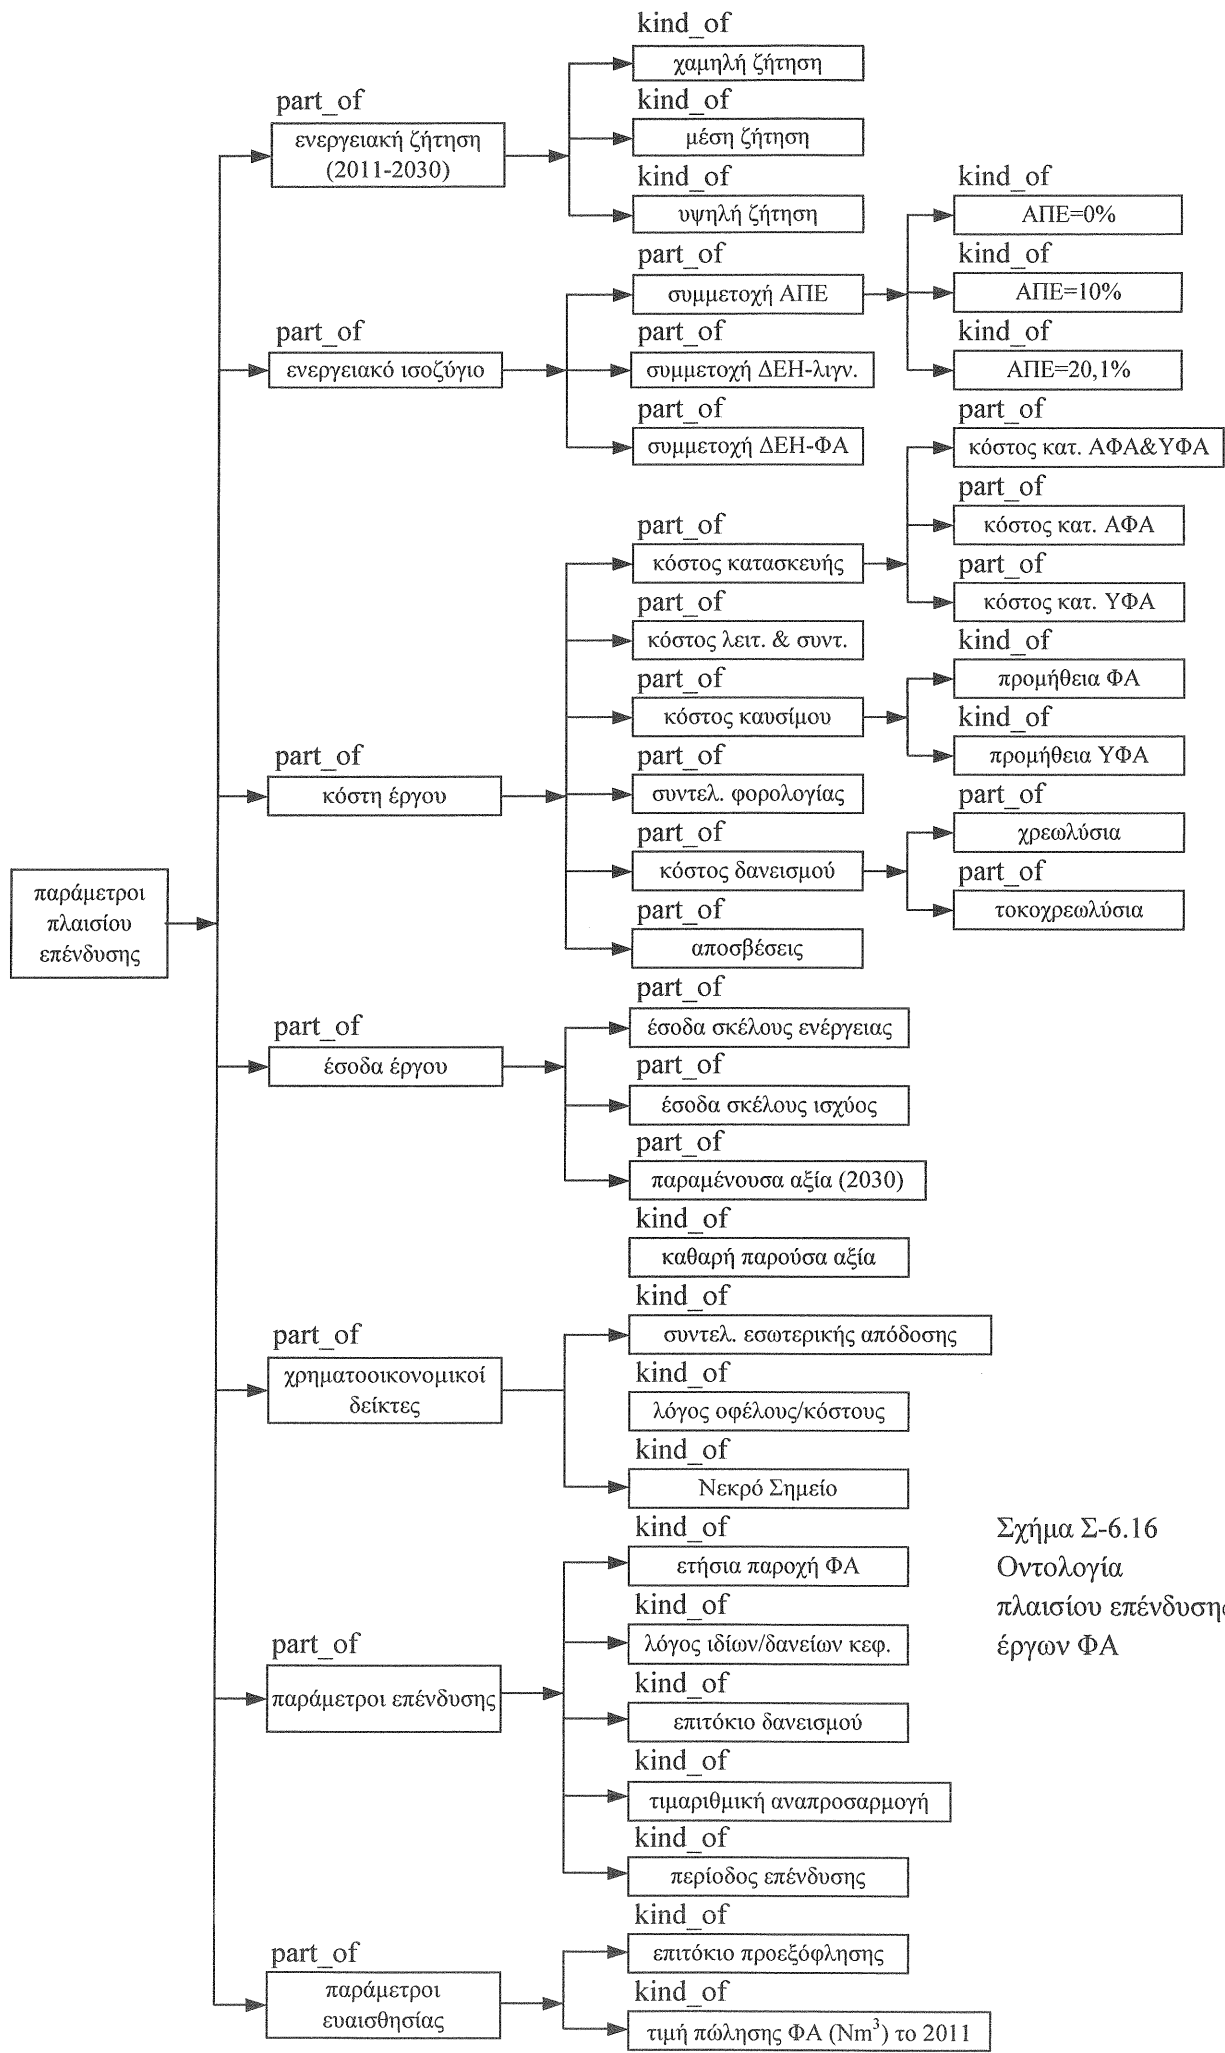 kind_of
χαμηλή ζήτηση
part_of
kind_of
ενεργειακή ζήτηση
(2011-2030)
μέση ζήτηση
kind_of
kind_of
υψηλή ζήτηση
ΑΠΕ=0%
part_of
kind_of
συμμετοχή ΑΠΕ
ΑΠΕ=10%
part_of
part_of
kind_of
ενεργειακό ισοζύγιο
συμμετοχή ΔΕΗ-λιγν.
ΑΠΕ=20,1%
part_of
part_of
συμμετοχή ΔΕΗ-ΦΑ
κόστος κατ. ΑΦΑ&ΥΦΑ
part_of
part_of
κόστος κατ. ΑΦΑ
κόστος κατασκευής
part_of
part_of
κόστος κατ. ΥΦΑ
κόστος λειτ. & συντ.
kind_of
part_of
προμήθεια ΦΑ
κόστος καυσίμου
kind_of
part_of
part_of
προμήθεια ΥΦΑ
κόστη έργου
συντελ. φορολογίας
part_of
part_of
χρεωλύσια
κόστος δανεισμού
part_of
παράμετροι
πλαισίου
επένδυσης
part_of
τοκοχρεωλύσια
αποσβέσεις
part_of
part_of
έσοδα σκέλους ενέργειας
έσοδα έργου
part_of
έσοδα σκέλους ισχύος
part_of
παραμένουσα αξία (2030)
kind_of
καθαρή παρούσα αξία
kind_of
part_of
συντελ. εσωτερικής απόδοσης
χρηματοοικονομικοί
δείκτες
kind_of
λόγος οφέλους/κόστους
kind_of
Νεκρό Σημείο
kind_of
Σχήμα Σ-6.16
Οντολογία
πλαισίου επένδυσης
έργων ΦΑ
ετήσια παροχή ΦΑ
kind_of
part_of
λόγος ιδίων/δανείων κεφ.
παράμετροι επένδυσης
kind_of
επιτόκιο δανεισμού
kind_of
τιμαριθμική αναπροσαρμογή
kind_of
περίοδος επένδυσης
kind_of
part_of
επιτόκιο προεξόφλησης
παράμετροι
ευαισθησίας
kind_of
τιμή πώλησης ΦΑ (Nm³) το 2011